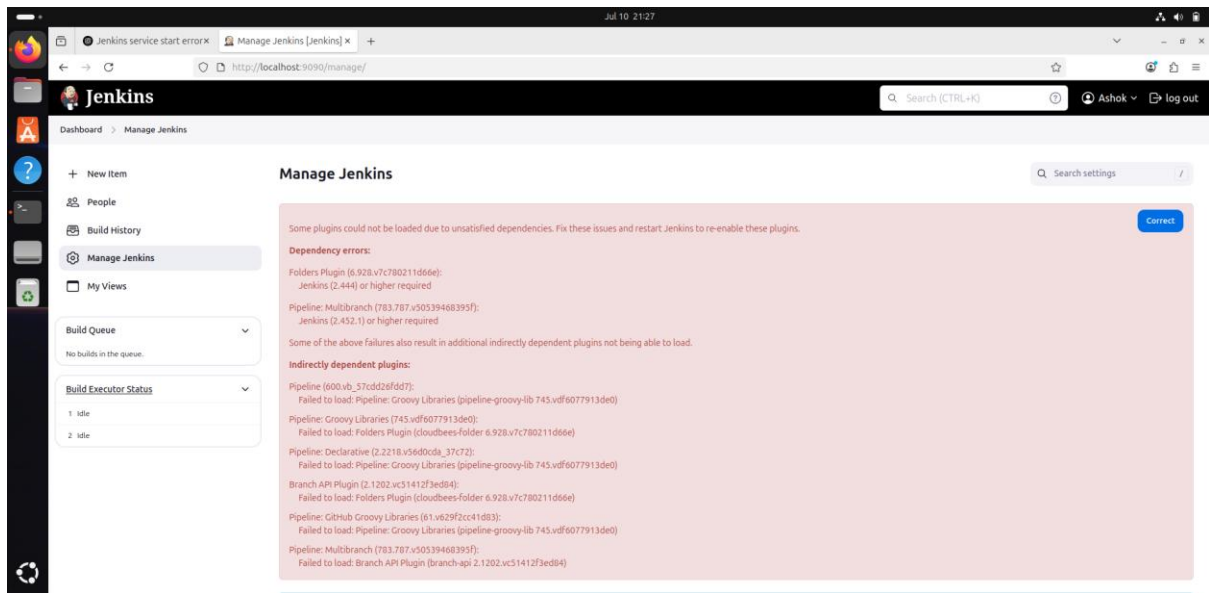 Jul 10 21:27
Jenkins service start error ×
Manage Jenkins [Jenkins] ×
http://localhost:9090/manage/
Jenkins
Search (CTRL+K)
Ashok
log out
Dashboard > Manage Jenkins
New Item
People
Build History
Manage Jenkins
My Views
Build Queue
No builds in the queue.
Build Executor Status
1 Idle
2 Idle
Manage Jenkins
Search settings
/
Correct
Some plugins could not be loaded due to unsatisfied dependencies. Fix these issues and restart Jenkins to re-enable these plugins.
Dependency errors:
Folders Plugin (6.928.v7c780211d66e):
Jenkins (2.444) or higher required
Pipeline: Multibranch (783.787.v50539468395f):
Jenkins (2.452.1) or higher required
Some of the above failures also result in additional indirectly dependent plugins not being able to load.
Indirectly dependent plugins:
Pipeline (600.vb_57cdd26fdd7):
Failed to load: Pipeline: Groovy Libraries (pipeline-groovy-lib 745.vdf6077913de0)
Pipeline: Groovy Libraries (745.vdf6077913de0):
Failed to load: Folders Plugin (cloudbees-folder 6.928.v7c780211d66e)
Pipeline: Declarative (2.2218.v56d0cda_37c72):
Failed to load: Pipeline: Groovy Libraries (pipeline-groovy-lib 745.vdf6077913de0)
Branch API Plugin (2.1202.vc51412f3ed84):
Failed to load: Folders Plugin (cloudbees-folder 6.928.v7c780211d66e)
Pipeline: GitHub Groovy Libraries (61.v629f2cc41d83):
Failed to load: Pipeline: Groovy Libraries (pipeline-groovy-lib 745.vdf6077913de0)
Pipeline: Multibranch (783.787.v50539468395f):
Failed to load: Branch API Plugin (branch-api 2.1202.vc51412f3ed84)